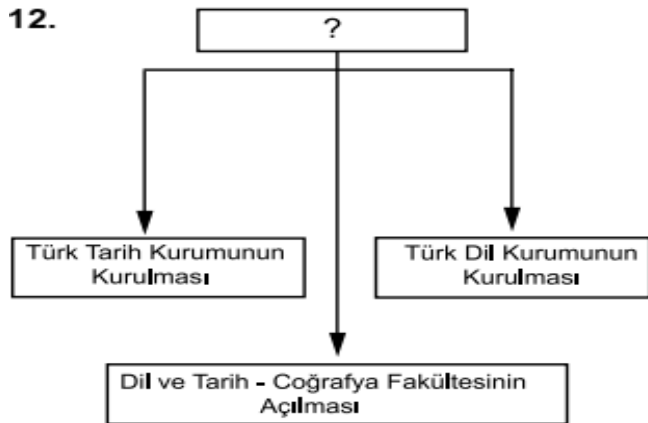 12.
?
Türk Tarih Kurumunun
Kurulması
Türk Dil Kurumunun
Kurulması
Dil ve Tarih - Coğrafya Fakültesinin
Açılması